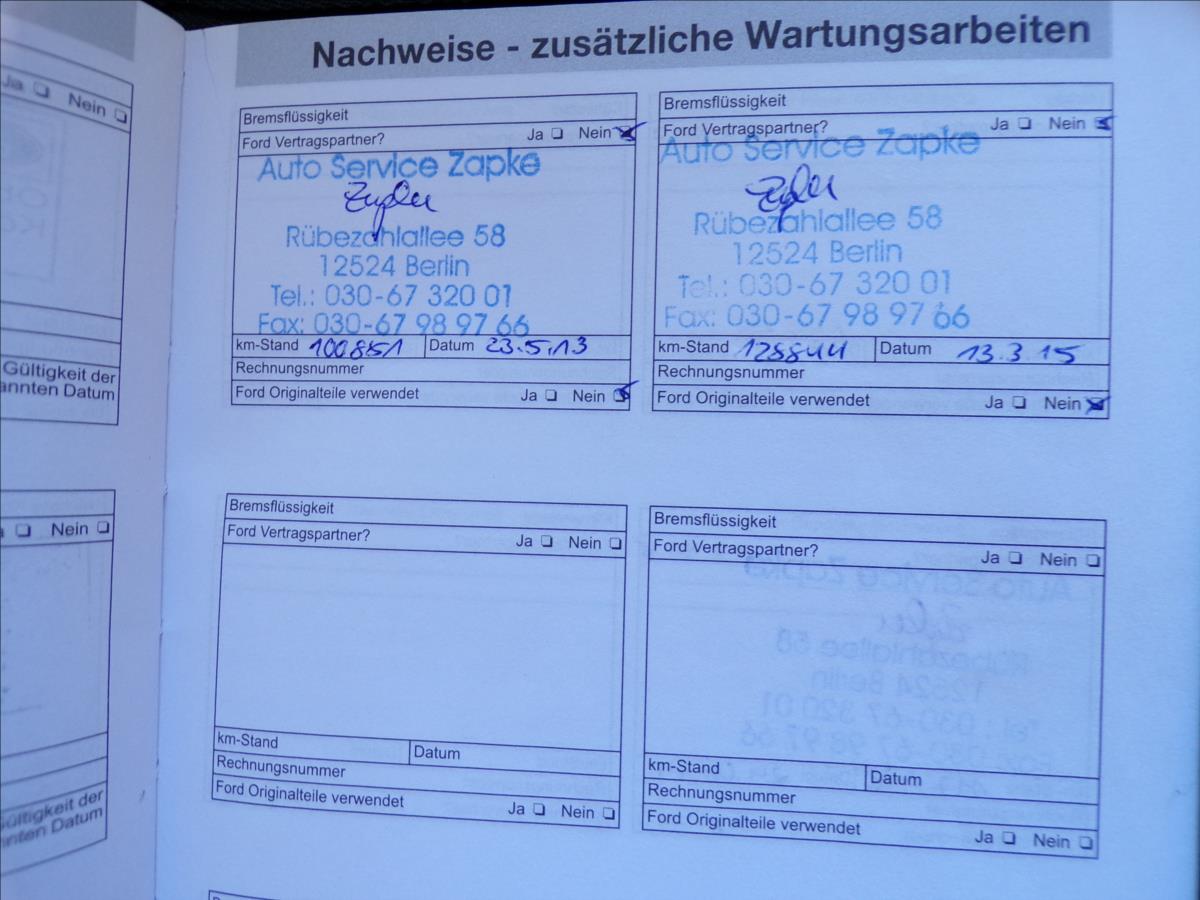 Ja ❏ Nein ❏
Gültigkeit der
annten Datum
Nein ❏
Gültigkeit der
nnten Datum
Nachweise - zusätzliche Wartungsarbeiten
Bremsflüssigkeit
Ford Vertragspartner? Ja ❏ Nein
Auto Service Zapke
Rübezahlallee 58
12524 Berlin
Tel.: 030-67 320 01
Fax: 030-67 98 97 66
km-Stand 100851 Datum 23.5.13
Rechnungsnummer
Ford Originalteile verwendet Ja ❏ Nein
Bremsflüssigkeit
Ford Vertragspartner? Ja ❏ Nein
Auto Service Zapke
Rübezahlallee 58
12524 Berlin
Tel.: 030-67 320 01
Fax: 030-67 98 97 66
km-Stand 128844 Datum 13.3.15
Rechnungsnummer
Ford Originalteile verwendet Ja ❏ Nein
Bremsflüssigkeit
Ford Vertragspartner? Ja ❏ Nein ❏
km-Stand Datum
Rechnungsnummer
Ford Originalteile verwendet Ja ❏ Nein ❏
Bremsflüssigkeit
Ford Vertragspartner? Ja ❏ Nein ❏
km-Stand Datum
Rechnungsnummer
Ford Originalteile verwendet Ja ❏ Nein ❏